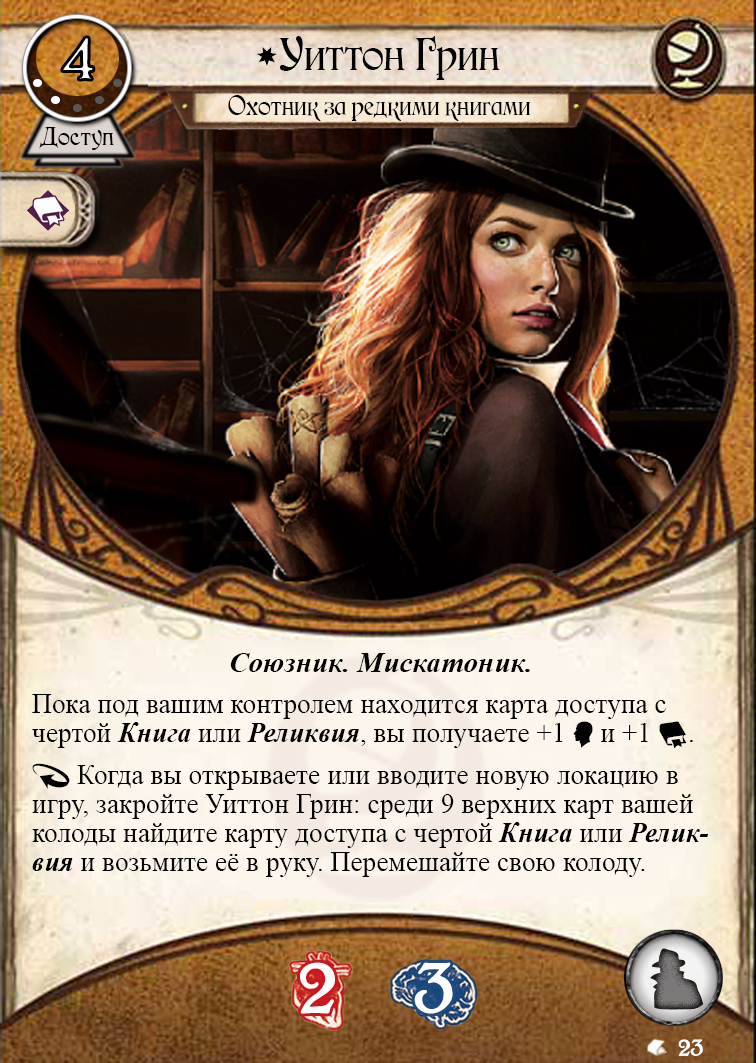 4
Уиттон Грин
Доступ
Охотник за редкими книгами
Союзник. Мискатоник.
Пока под вашим контролем находится карта доступа с
чертой Книга или Реликвия, вы получаете +1 и +1 .
Когда вы открываете или вводите новую локацию в
игру, закройте Уиттон Грин: среди 9 верхних карт вашей
колоды найдите карту доступа с чертой Книга или Релик-
вия и возьмите её в руку. Перемешайте свою колоду.
2
3
23